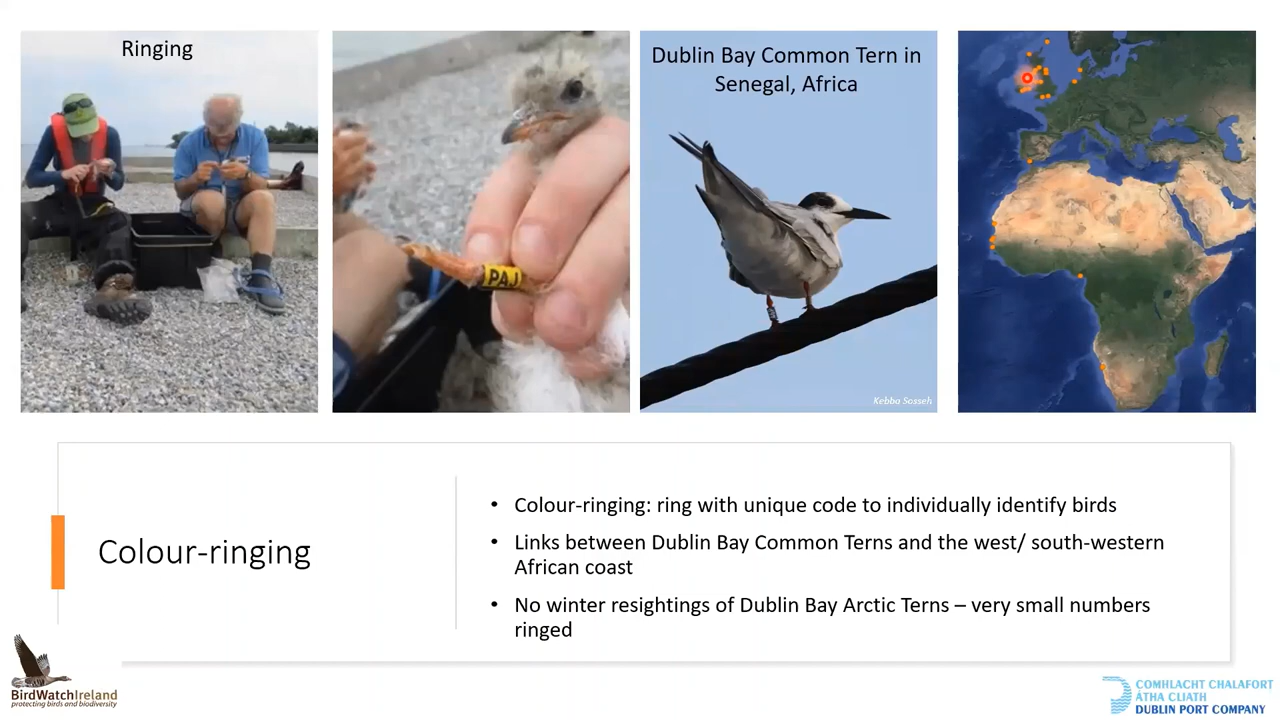 Ringing
PAJ
Dublin Bay Common Tern in
Senegal, Africa
Kebba Sosseh
Colour-ringing
• Colour-ringing: ring with unique code to individually identify birds
• Links between Dublin Bay Common Terns and the west/ south-western
African coast
• No winter resightings of Dublin Bay Arctic Terns – very small numbers
ringed
BirdWatchIreland
protecting birds and biodiversity
COMHLACHT CHALAFORT
ÁTHA CLIATH
DUBLIN PORT COMPANY